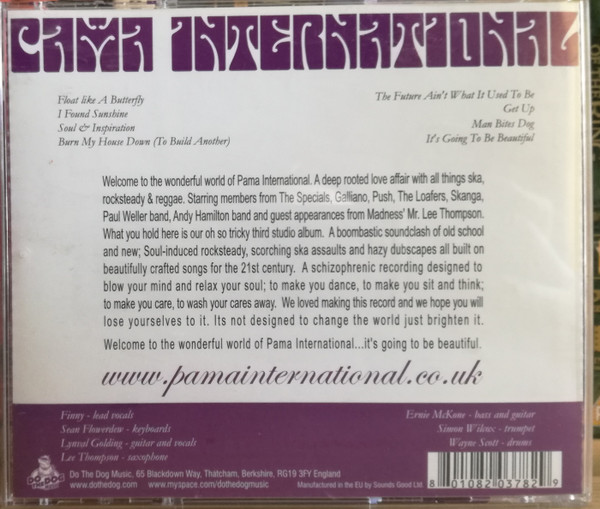 PAMA INTERNATIONAL
Float like A Butterfly
I Found Sunshine
Soul & Inspiration
Burn My House Down (To Build Another)
The Future Ain't What It Used To Be
Get Up
Man Bites Dog
It's Going To Be Beautiful
Welcome to the wonderful world of Pama International. A deep rooted love affair with all things ska,
rocksteady & reggae. Starring members from The Specials, Galliano, Push, The Loafers, Skanga,
Paul Weller band, Andy Hamilton band and guest appearances from Madness' Mr. Lee Thompson.
What you hold here is our oh so tricky third studio album. A boombastic soundclash of old school
and new; Soul-induced rocksteady, scorching ska assaults and hazy dubscapes all built on
beautifully crafted songs for the 21st century. A schizophrenic recording designed to
blow your mind and relax your soul; to make you dance, to make you sit and think;
to make you care, to wash your cares away. We loved making this record and we hope you will
lose yourselves to it. Its not designed to change the world just brighten it.
Welcome to the wonderful world of Pama International...it's going to be beautiful.
www.pamainternational.co.uk
Finny - lead vocals
Sean Flowerdew - keyboards
Lynval Golding - guitar and vocals
Lee Thompson - saxophone
Ernie McKone - bass and guitar
Simon Wilcox - trumpet
Wayne Scott - drums
DO THE DOG
Do The Dog Music. 65 Blackdown Way, Thatcham, Berkshire, RG19 3FY England
www.dothedog.com www.myspace.com/dothedogmusic
Manufactured in the EU by Sounds Good Ltd
8 01082 03782 9